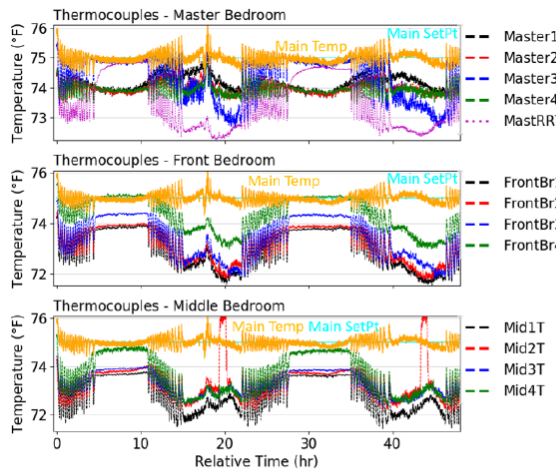 Thermocouples - Master Bedroom
76
75
74
73
Temperature (°F)
Main Temp
Main SetPt
Master1
Master2
Master3
Master4
MastRR
Thermocouples - Front Bedroom
76
74
72
Temperature (°F)
Main Temp
Main SetPt
FrontBr
FrontBr
FrontBr
FrontBr
Thermocouples - Middle Bedroom
76
75
73
72
Temperature (°F)
Main Temp
Main SetPt
Mid1T
Mid2T
Mid3T
Mid4T
0
10
20
30
40
Relative Time (hr)